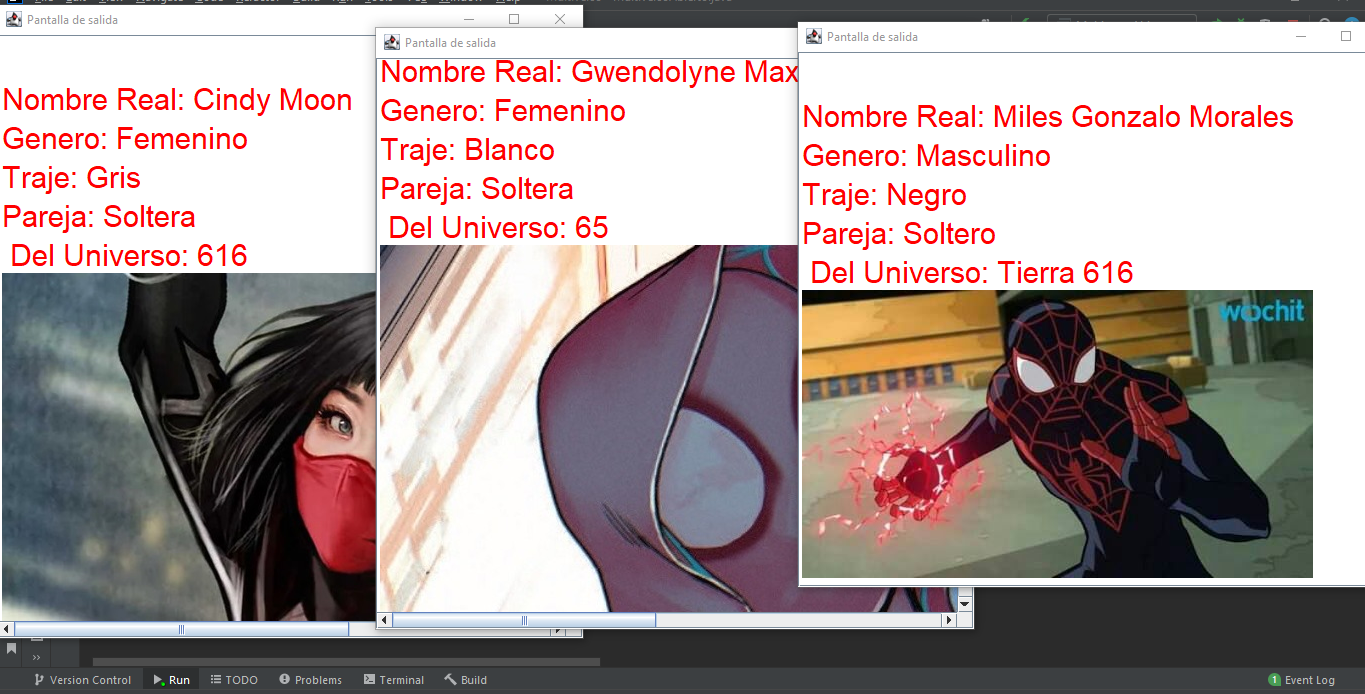 Pantalla de salida
Nombre Real: Cindy Moon
Genero: Femenino
Traje: Gris
Pareja: Soltera
Del Universo: 616
Pantalla de salida
Nombre Real: Gwendolyne Max
Genero: Femenino
Traje: Blanco
Pareja: Soltera
Del Universo: 65
Pantalla de salida
Nombre Real: Miles Gonzalo Morales
Genero: Masculino
Traje: Negro
Pareja: Soltero
Del Universo: Tierra 616
wochit
Version Control
Run
TODO
Problems
Terminal
Build
1 Event Log